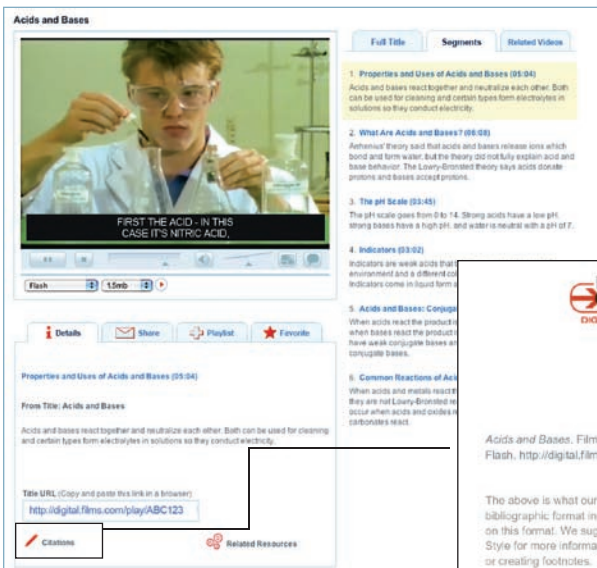 Acids and Bases
FIRST THE ACID - IN THIS
CASE IT'S NITRIC ACID,
Flash
1.5mb
Details
Share
Playlist
Favorite
Properties and Uses of Acids and Bases (05:04)
From Title: Acids and Bases
Acids and bases react together and neutralize each other. Both can be used for cleaning
and certain types form electrolytes in solutions so they conduct electricity.
Title URL (Copy and paste this link in a browser)
http://digital.films.com/play/ABC123
Citations
Related Resources
Full Title
Segments
Related Videos
1. Properties and Uses of Acids and Bases (05:04)
Acids and bases react together and neutralize each other. Both
can be used for cleaning and certain types form electrolytes in
solutions so they conduct electricity.
2. What Are Acids and Bases? (06:08)
Arrhenius' theory said that acids and bases release ions which
bond and form water, but the theory did not fully explain acid and
base behavior. The Lowry-Bronsted theory says acids donate
protons and bases accept protons.
3. The pH Scale (03:45)
The pH scale goes from 0 to 14. Strong acids have a low pH,
strong bases have a high pH, and water is neutral with a pH of 7.
4. Indicators (03:02)
Indicators are weak acids that
environment and a different col
Indicators come in liquid form a
5. Acids and Bases: Conjuga
When acids react the product i
when bases react the product i
have weak conjugate bases an
conjugate bases.
6. Common Reactions of Aci
When acids and metals react th
they are not Lowry-Bronsted re
occur when acids and oxides
carbonates react.
DIG
Acids and Bases. Film
Flash. http://digital.film
The above is what our
bibliographic format in
on this format. We sug
Style for more informa
or creating footnotes.